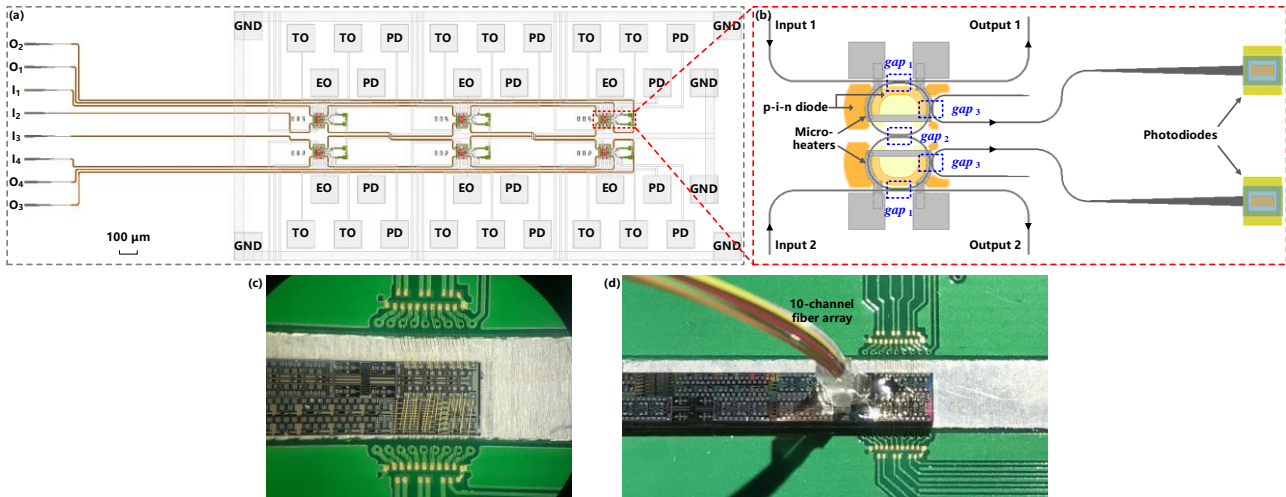 (a)
GND GND
TO TO PD TO TO PD TO TO PD
EO PD EO PD EO GND
O2
O1
I1
I2
I3
I4
O4
O3
EO PD EO PD EO PD GND
TO TO PD TO TO PD TO TO PD
GND GND
100 μm
(b)
Input 1 Output 1
gap 1
p-i-n diode
gap 3
Micro-
heaters
gap 2
Photodiodes
gap 3
gap 1
Input 2 Output 2
(c)
(d)
10-channel
fiber array